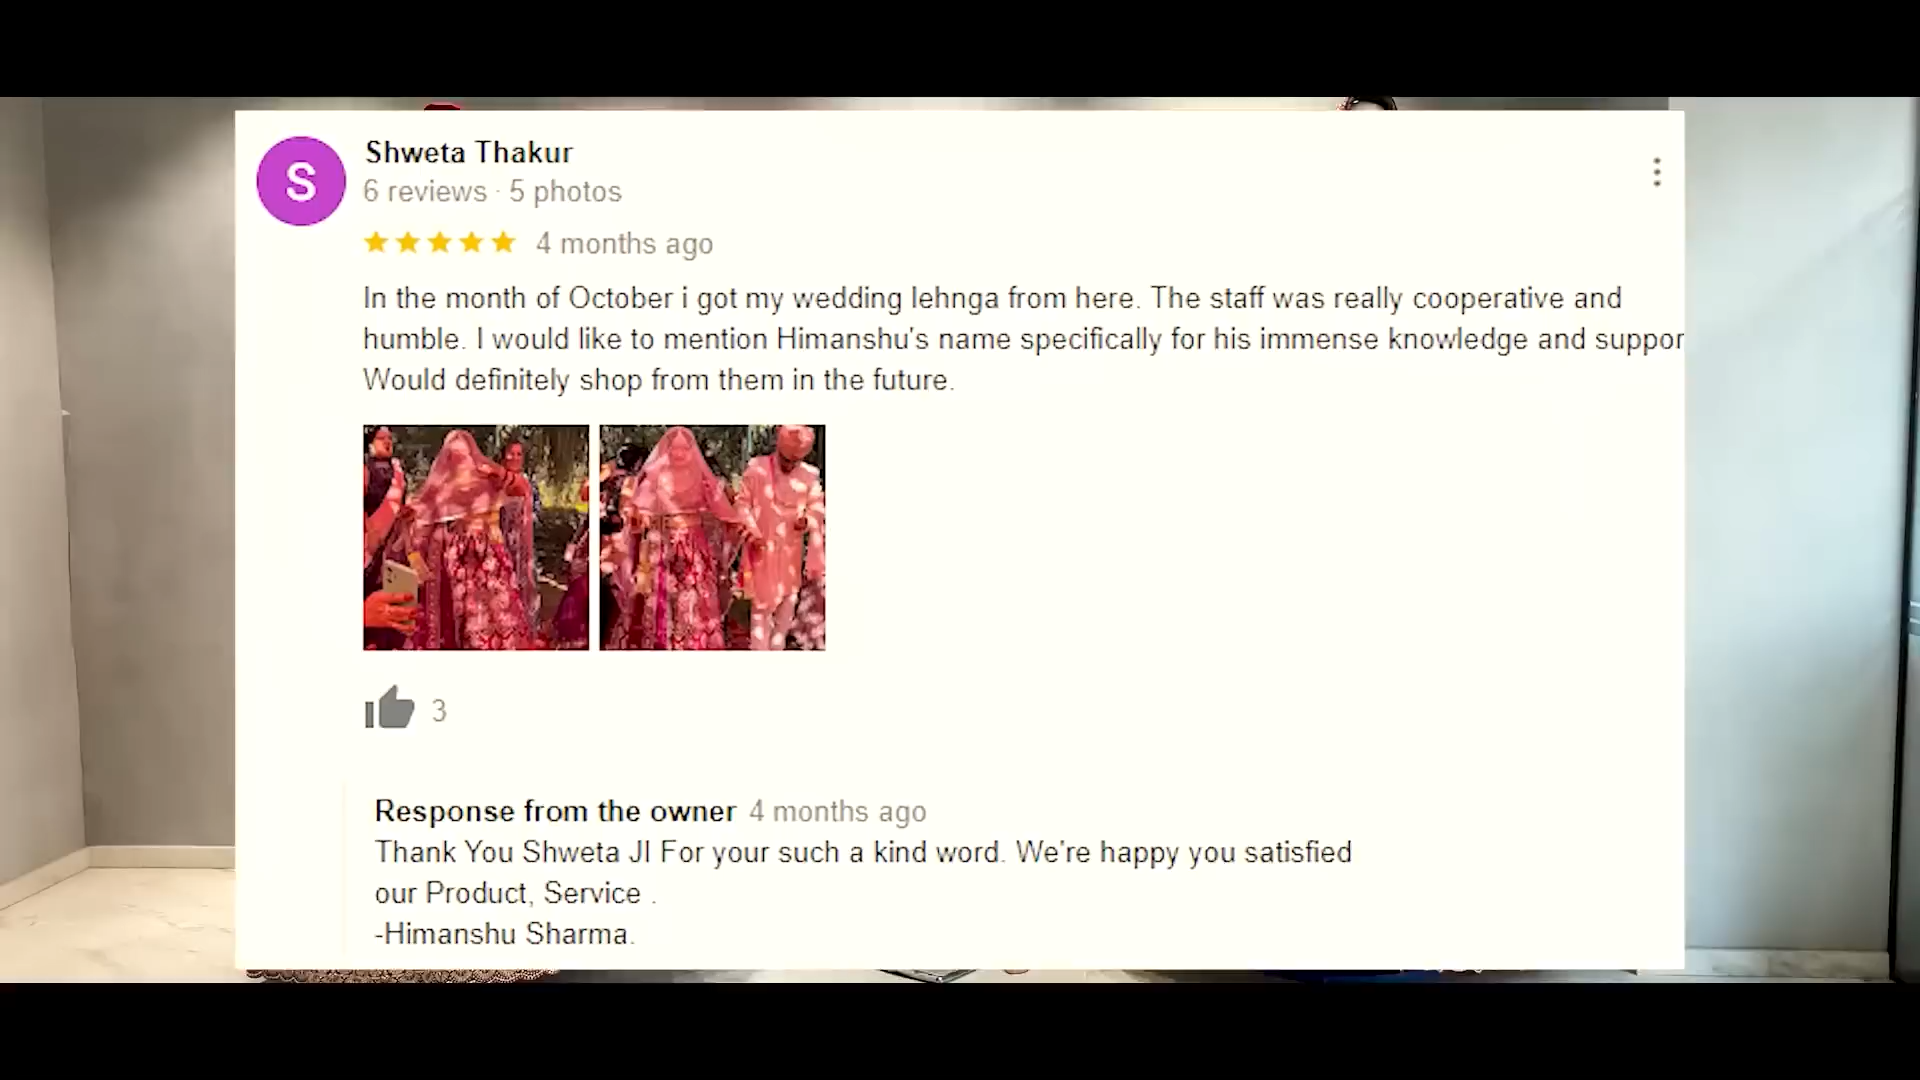 S
Shweta Thakur
6 reviews · 5 photos
4 months ago
In the month of October i got my wedding lehnga from here. The staff was really cooperative and
humble. I would like to mention Himanshu's name specifically for his immense knowledge and suppor
Would definitely shop from them in the future.
3
Response from the owner 4 months ago
Thank You Shweta JI For your such a kind word. We're happy you satisfied
our Product, Service .
-Himanshu Sharma.